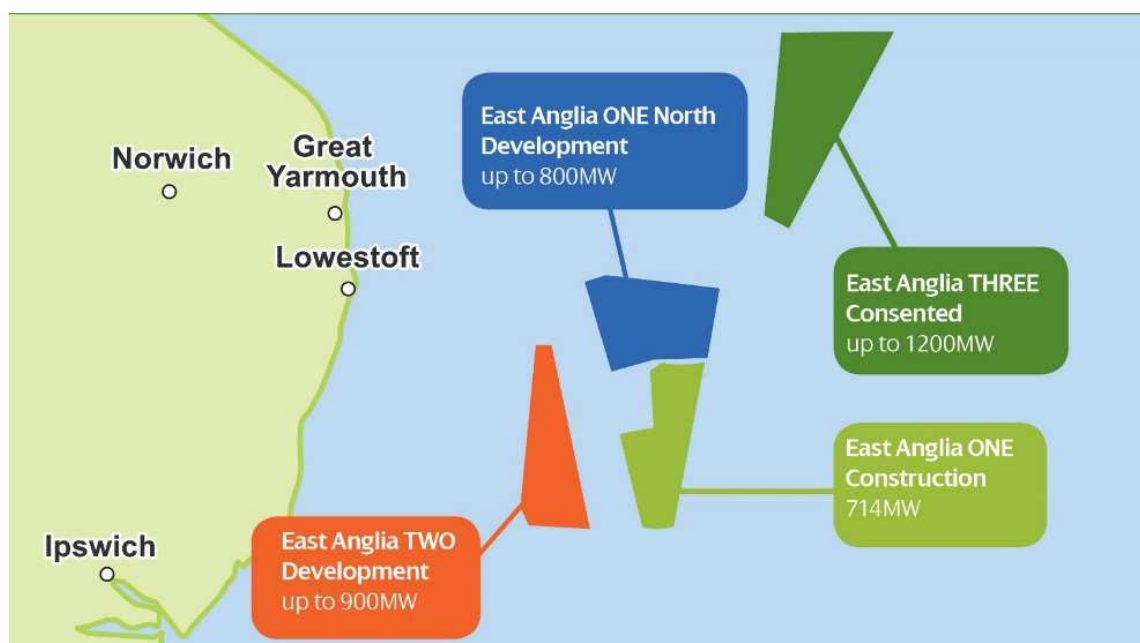 Norwich
Great
Yarmouth
Lowestoft
Ipswich
East Anglia ONE North
Development
up to 800MW
East Anglia THREE
Consented
up to 1200MW
East Anglia ONE
Construction
714MW
East Anglia TWO
Development
up to 900MW